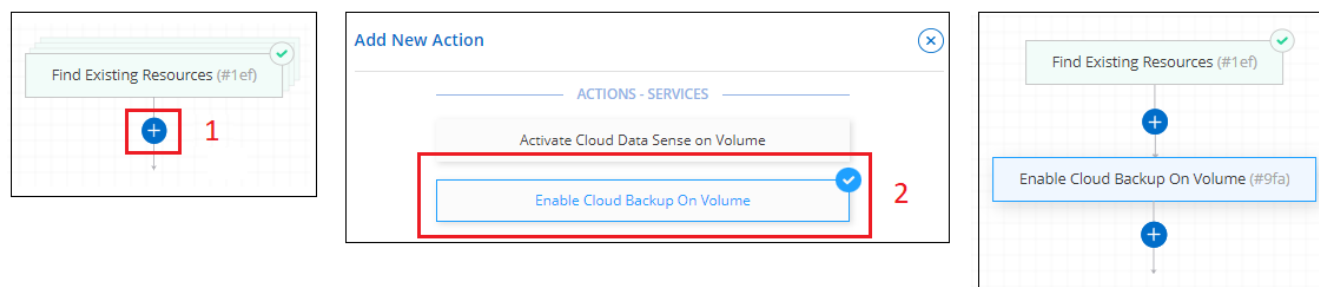 Find Existing Resources (#1ef)
1
Add New Action
ACTIONS - SERVICES
Activate Cloud Data Sense on Volume
Enable Cloud Backup On Volume
2
Find Existing Resources (#1ef)
Enable Cloud Backup On Volume (#9fa)